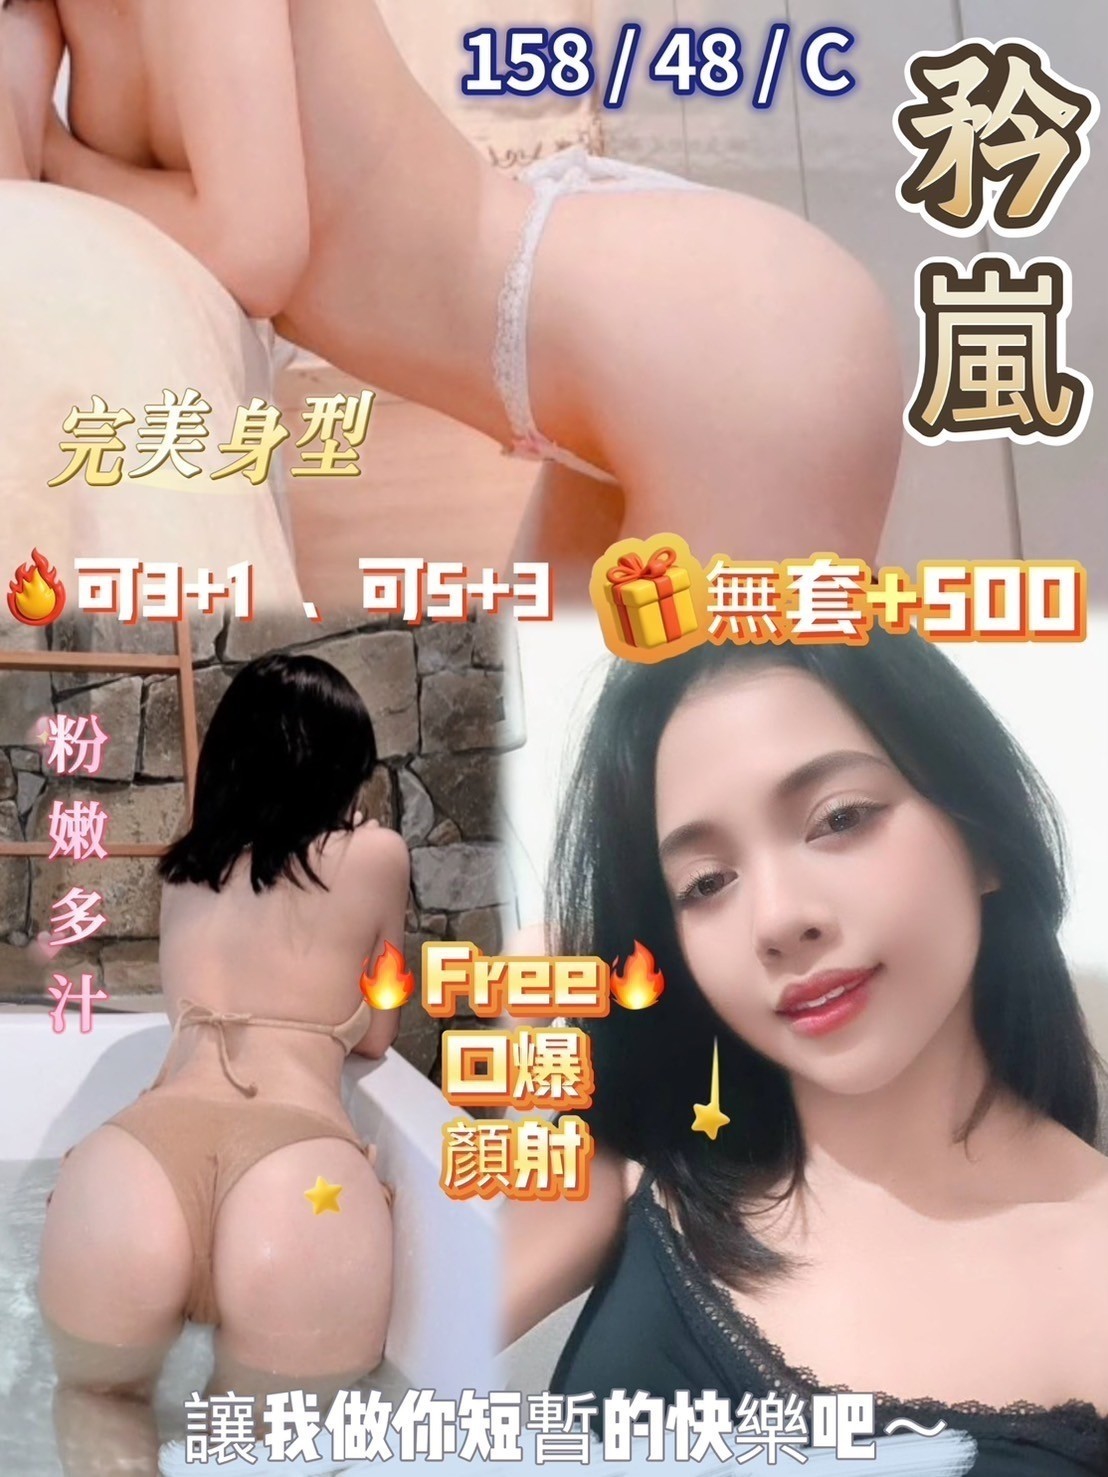 158 / 48 / C
矜嵐
完美身型
🔥可3+1 、可5+3
🎁無套+500
粉嫩多汁
🔥Free🔥
口爆
顏射
讓我做你短暫的快樂吧～